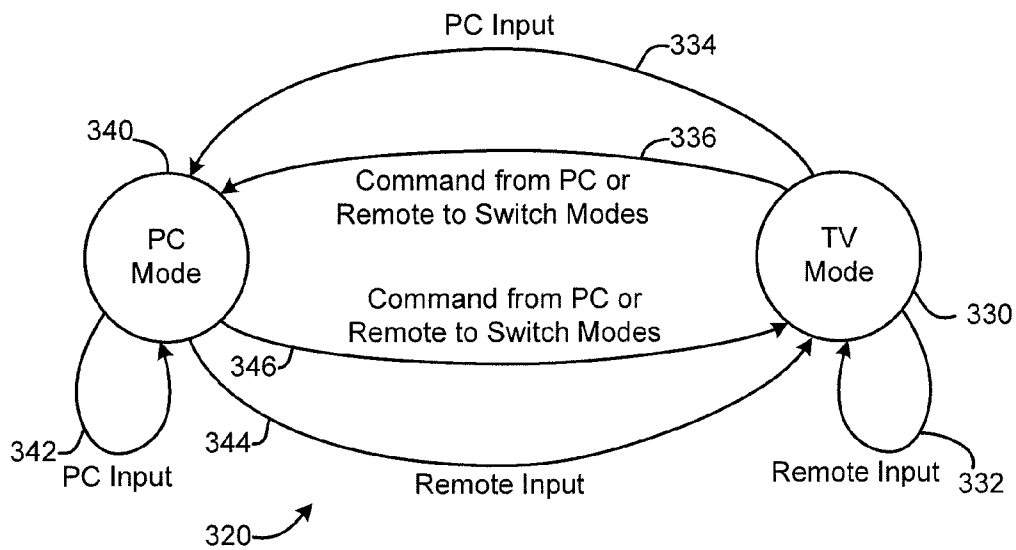 PC Input
334
340
336
Command from PC or
Remote to Switch Modes
PC
Mode
TV
Mode
Command from PC or
Remote to Switch Modes
330
346
344
342
PC Input
Remote Input
Remote Input
332
320